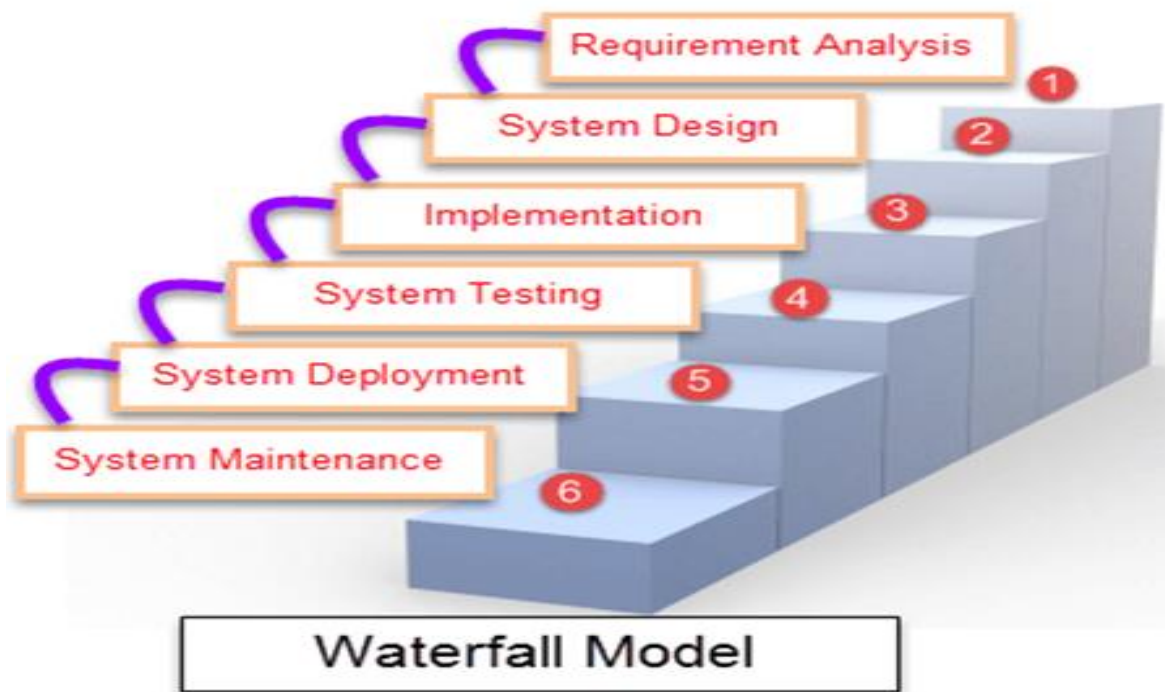 Requirement Analysis
1
System Design
2
Implementation
3
System Testing
4
System Deployment
5
System Maintenance
6
Waterfall Model